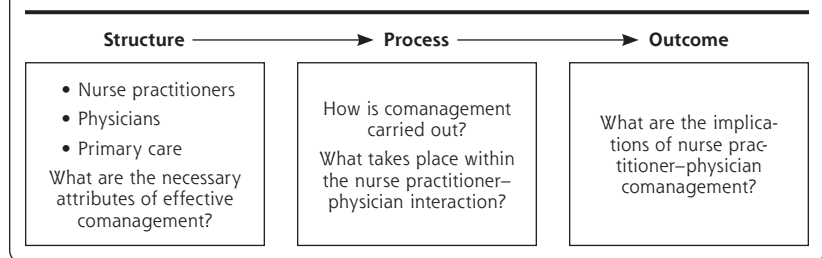 Structure Process Outcome
• Nurse practitioners
• Physicians
• Primary care
What are the necessary
attributes of effective
comanagement?
How is comanagement
carried out?
What takes place within
the nurse practitioner–
physician interaction?
What are the implica-
tions of nurse prac-
titioner–physician
comanagement?